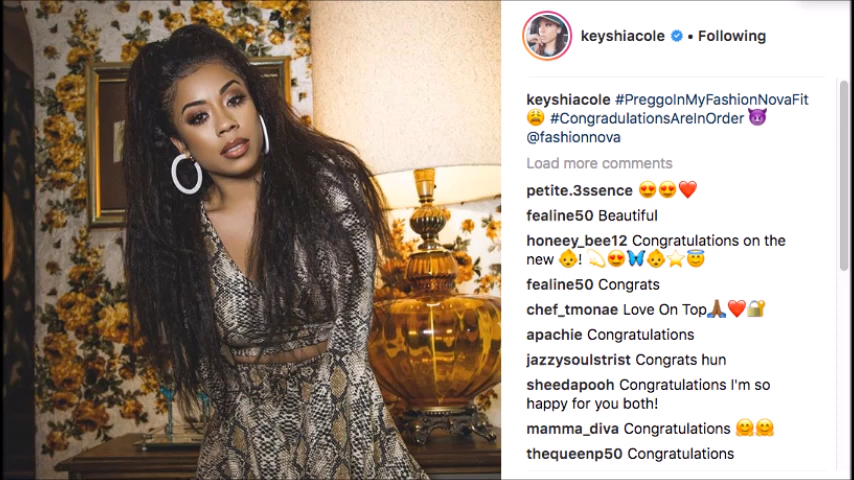 keyshiacole • Following
keyshiacole #PreggoInMyFashionNovaFit
😩 #CongradulationsAreInOrder 😈
@fashionnova
Load more comments
petite.3ssence 😍😍❤️
fealine50 Beautiful
honeey_bee12 Congratulations on the
new 👶! 💫😍🦋👶⭐😇
fealine50 Congrats
chef_tmonae Love On Top🙏🏾❤️🔐
apachie Congratulations
jazzysoulstrist Congrats hun
sheedapooh Congratulations I'm so
happy for you both!
mamma_diva Congratulations 🤗🤗
thequeenp50 Congratulations